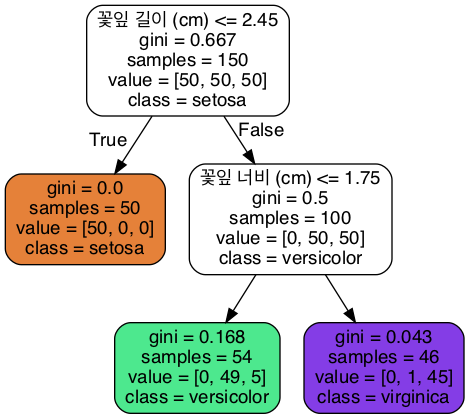 꽃잎 길이 (cm) <= 2.45
gini = 0.667
samples = 150
value = [50, 50, 50]
class = setosa
True
False
gini = 0.0
samples = 50
value = [50, 0, 0]
class = setosa
꽃잎 너비 (cm) <= 1.75
gini = 0.5
samples = 100
value = [0, 50, 50]
class = versicolor
gini = 0.168
samples = 54
value = [0, 49, 5]
class = versicolor
gini = 0.043
samples = 46
value = [0, 1, 45]
class = virginica